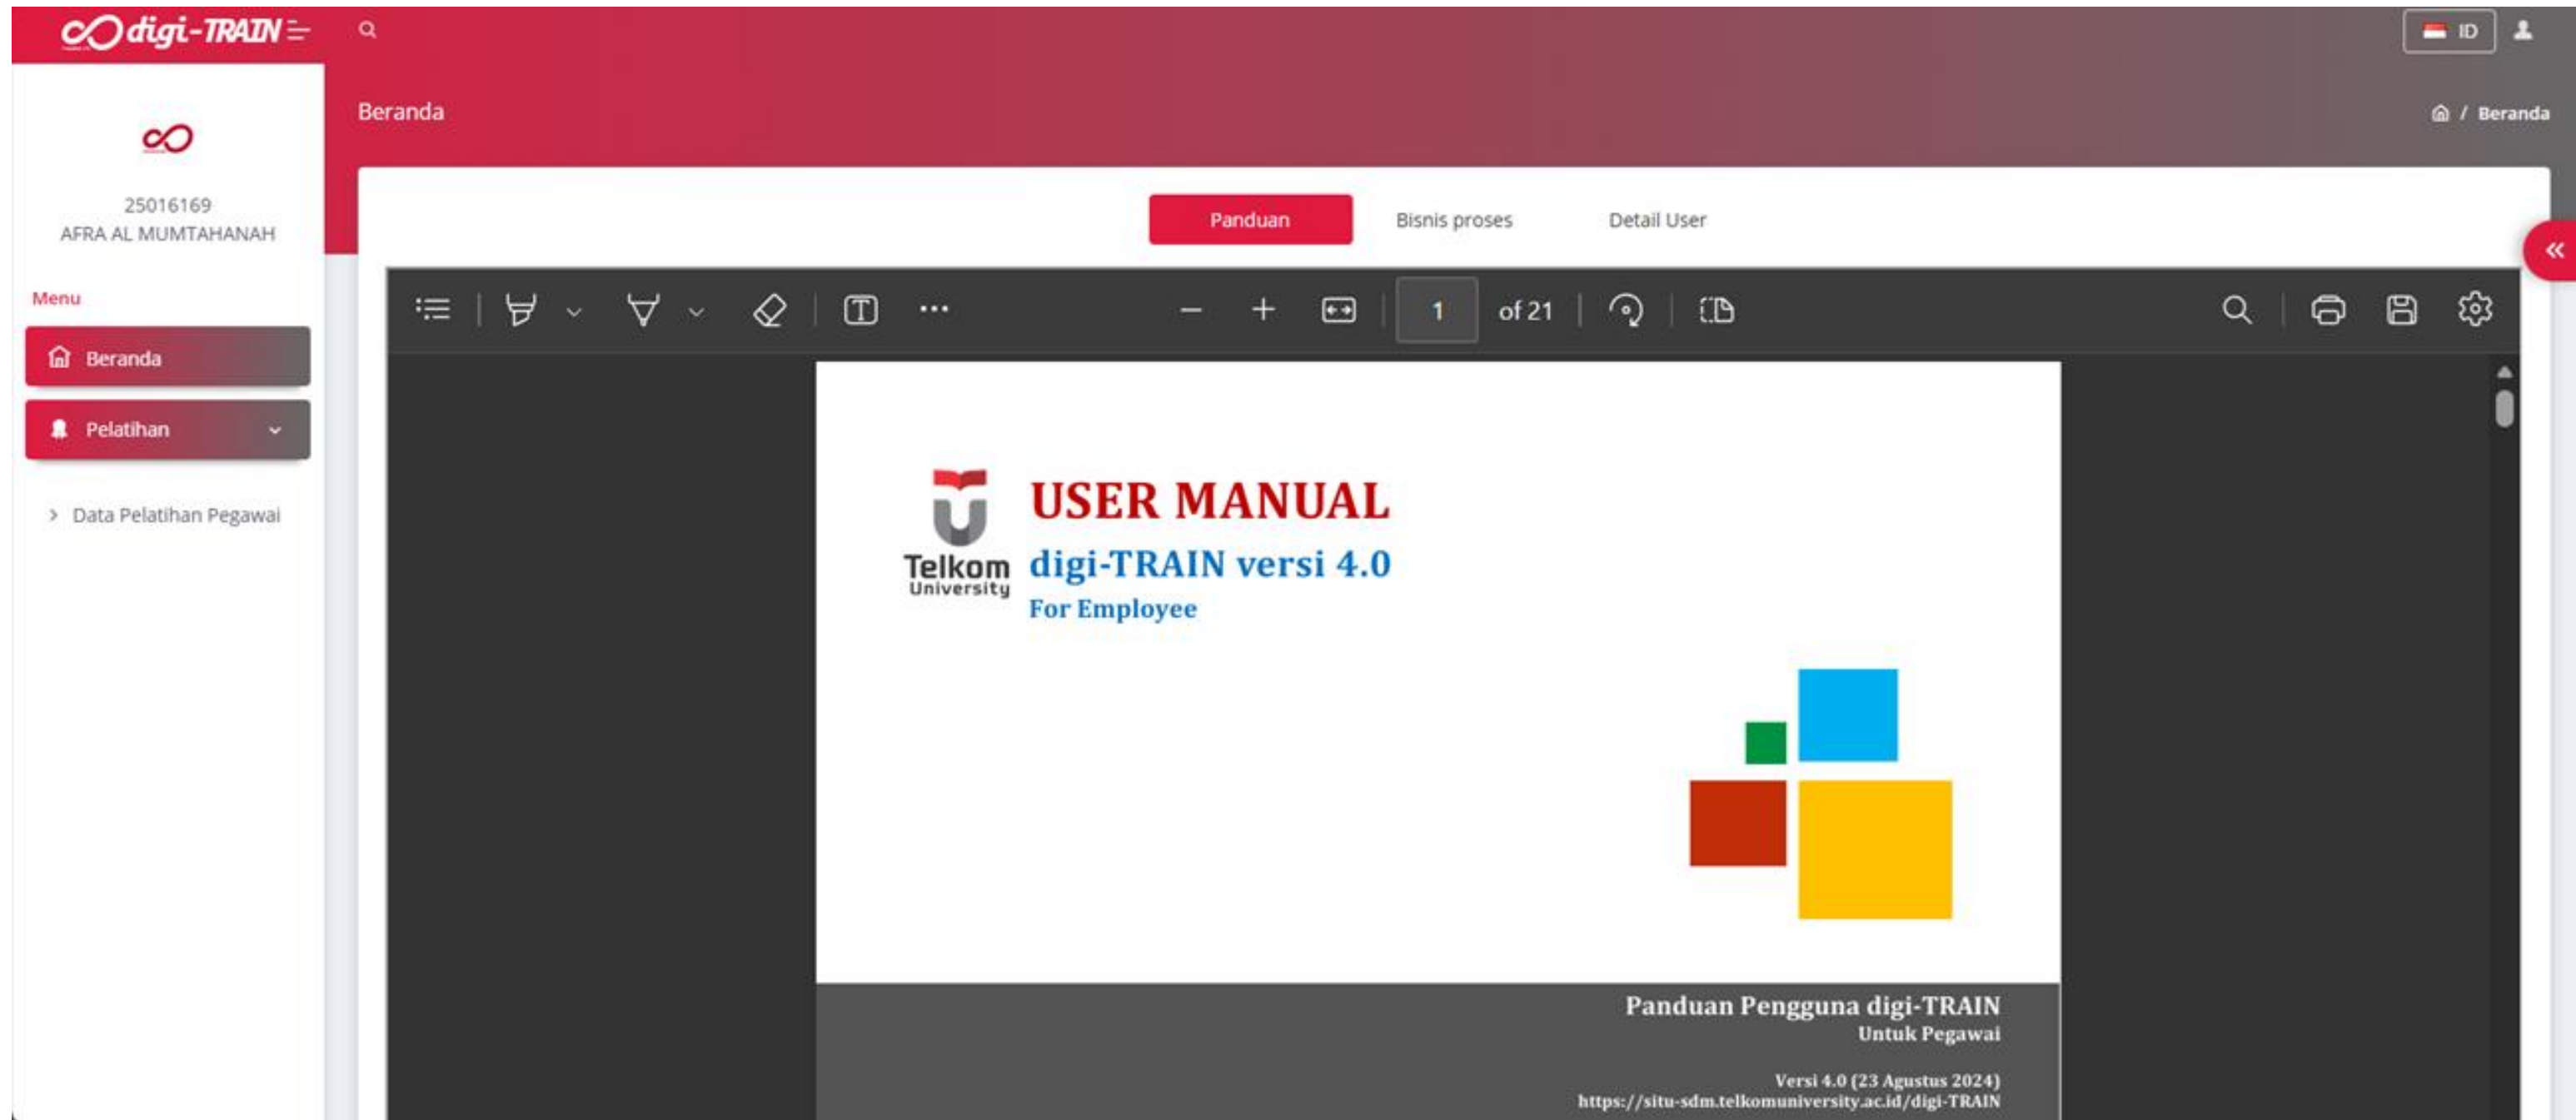 digi-TRAIN
ID
Beranda
/ Beranda
25016169
AFRA AL MUMTAHANAH
Menu
Beranda
Pelatihan
> Data Pelatihan Pegawai
Panduan Bisnis proses Detail User
1 of 21
Telkom
University
USER MANUAL
digi-TRAIN versi 4.0
For Employee
Panduan Pengguna digi-TRAIN
Untuk Pegawai
Versi 4.0 (23 Agustus 2024)
https://situ-sdm.telkomuniversity.ac.id/digi-TRAIN